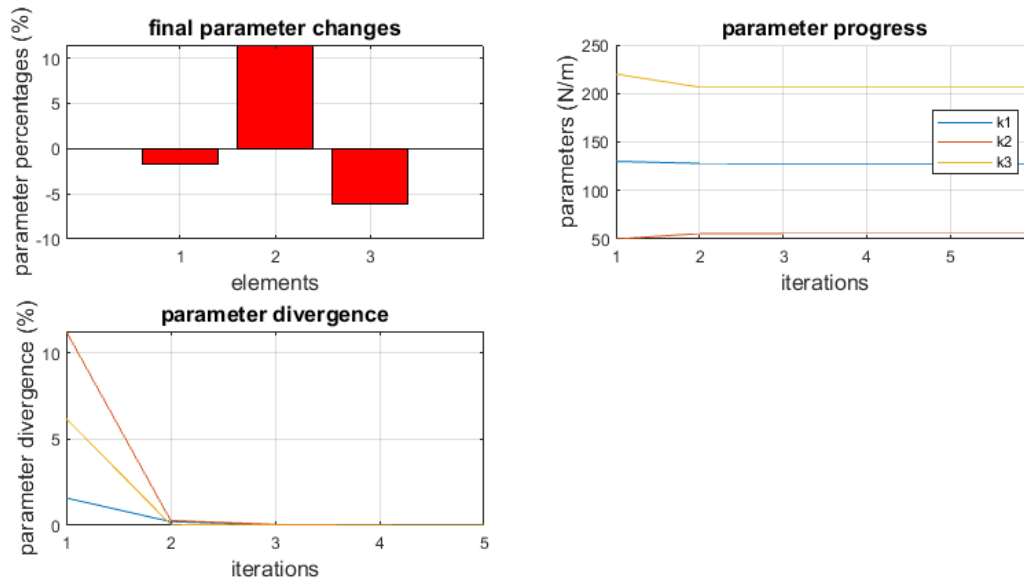 final parameter changes
parameter percentages (%)
10
5
0
-5
-10
1 2 3
elements
parameter progress
parameters (N/m)
250
200
150
100
50
k1
k2
k3
1 2 3 4 5
iterations
parameter divergence
parameter divergence (%)
10
5
0
1 2 3 4 5
iterations